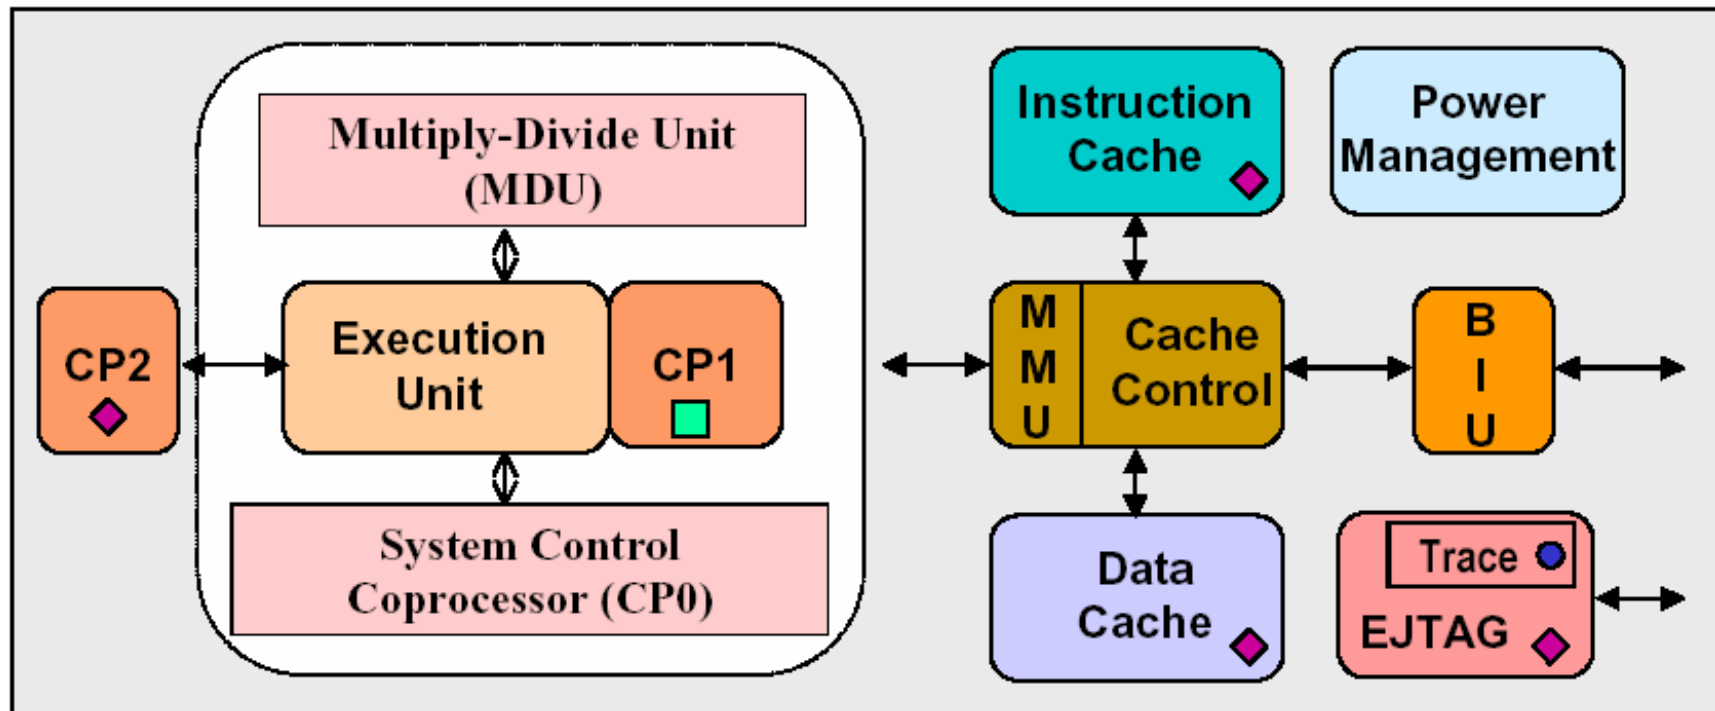 Multiply-Divide Unit
(MDU)
CP2
Execution
Unit
CP1
System Control
Coprocessor (CP0)
Instruction
Cache
Power
Management
M
M
U
Cache
Control
B
I
U
Data
Cache
Trace
EJTAG